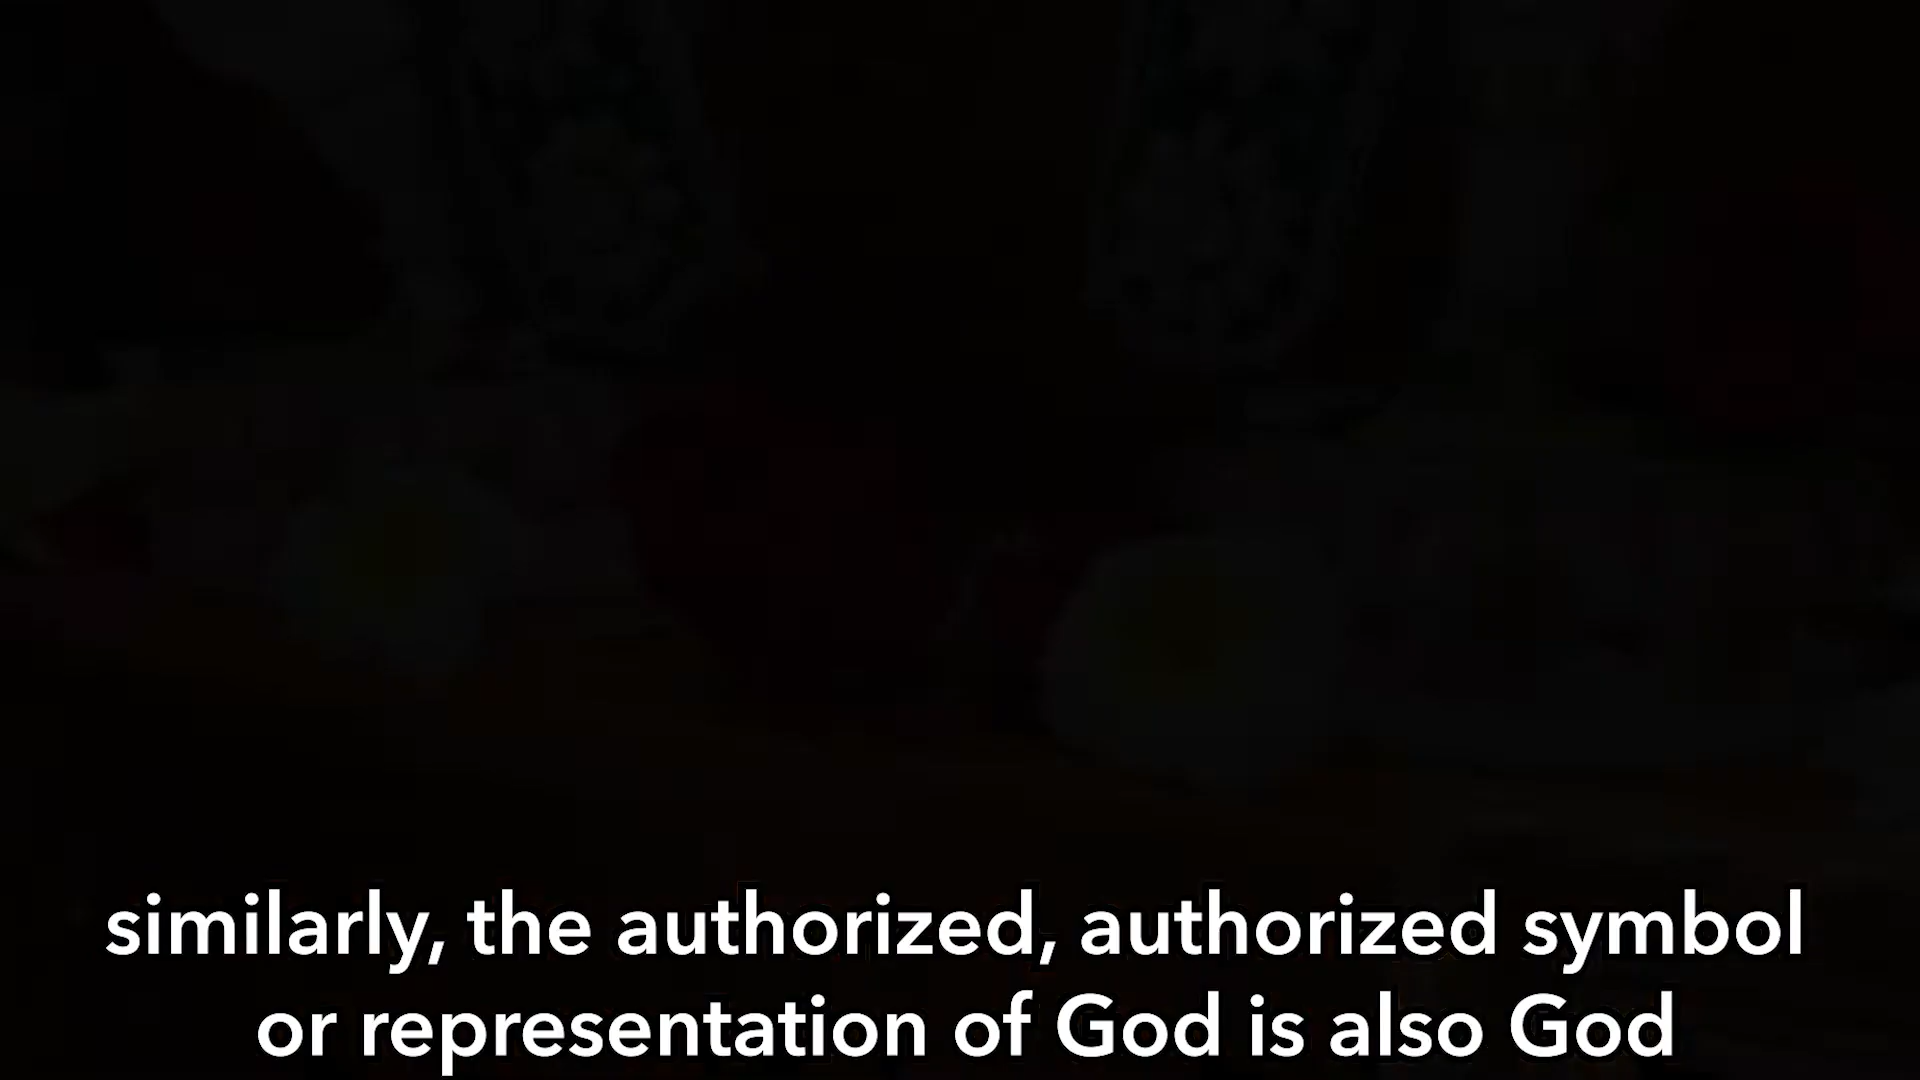 similarly, the authorized, authorized symbol
or representation of God is also God